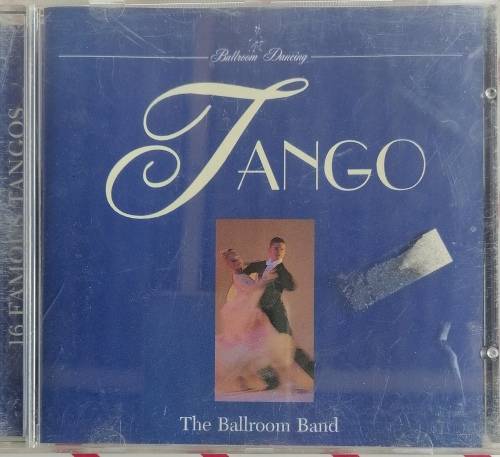 Ballroom Dancing
TANGO
The Ballroom Band
16 FAMOUS TANGOS